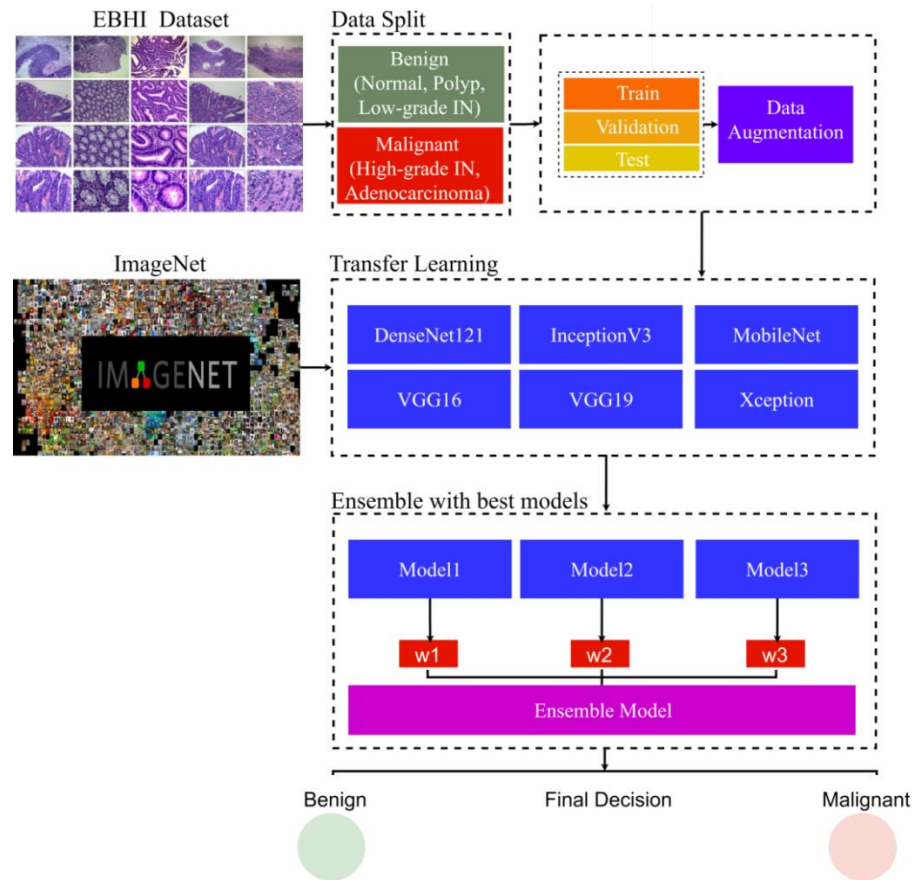 EBHI Dataset
Data Split
Benign
(Normal, Polyp,
Low-grade IN)
Malignant
(High-grade IN,
Adenocarcinoma)
Train
Validation
Test
Data
Augmentation
ImageNet
IMAGENET
Transfer Learning
DenseNet121
InceptionV3
MobileNet
VGG16
VGG19
Xception
Ensemble with best models
Model1
Model2
Model3
w1
w2
w3
Ensemble Model
Benign
Final Decision
Malignant